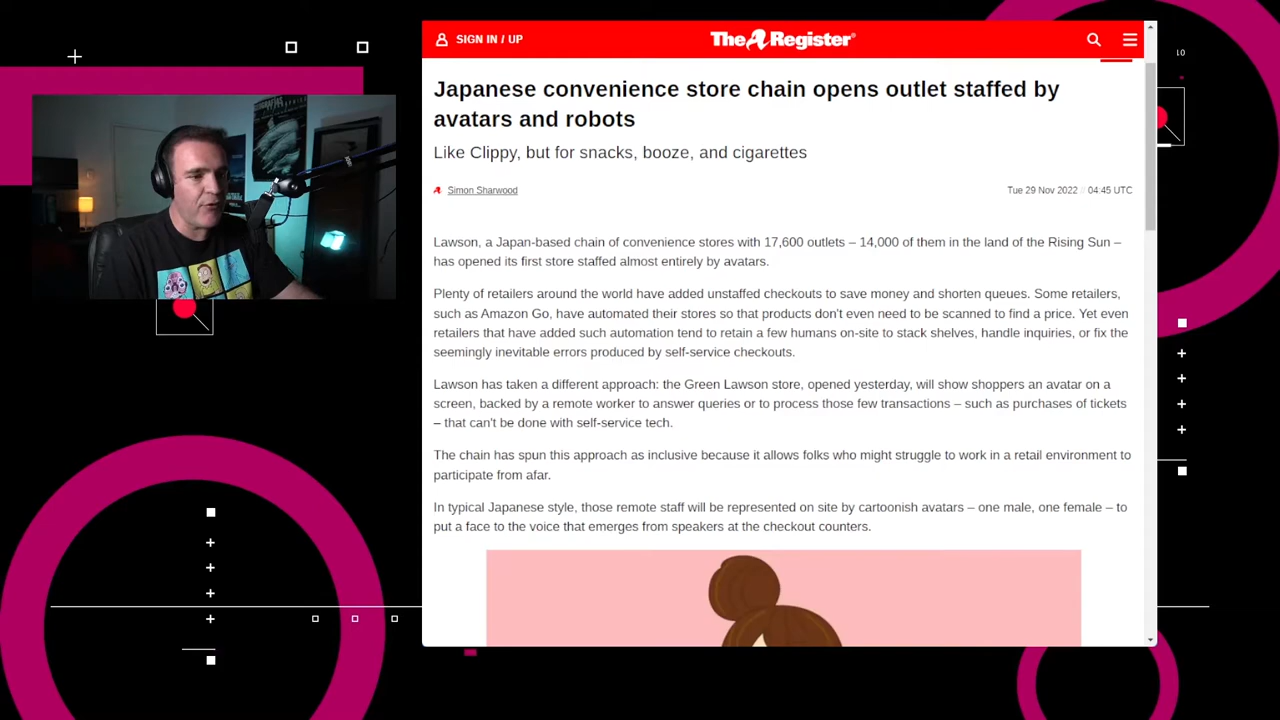 SIGN IN / UP
The Register®
Japanese convenience store chain opens outlet staffed by
avatars and robots
Like Clippy, but for snacks, booze, and cigarettes
Simon Sharwood
Tue 29 Nov 2022 // 04:45 UTC
Lawson, a Japan-based chain of convenience stores with 17,600 outlets – 14,000 of them in the land of the Rising Sun –
has opened its first store staffed almost entirely by avatars.
Plenty of retailers around the world have added unstaffed checkouts to save money and shorten queues. Some retailers,
such as Amazon Go, have automated their stores so that products don't even need to be scanned to find a price. Yet even
retailers that have added such automation tend to retain a few humans on-site to stack shelves, handle inquiries, or fix the
seemingly inevitable errors produced by self-service checkouts.
Lawson has taken a different approach: the Green Lawson store, opened yesterday, will show shoppers an avatar on a
screen, backed by a remote worker to answer queries or to process those few transactions – such as purchases of tickets
– that can't be done with self-service tech.
The chain has spun this approach as inclusive because it allows folks who might struggle to work in a retail environment to
participate from afar.
In typical Japanese style, those remote staff will be represented on site by cartoonish avatars – one male, one female – to
put a face to the voice that emerges from speakers at the checkout counters.